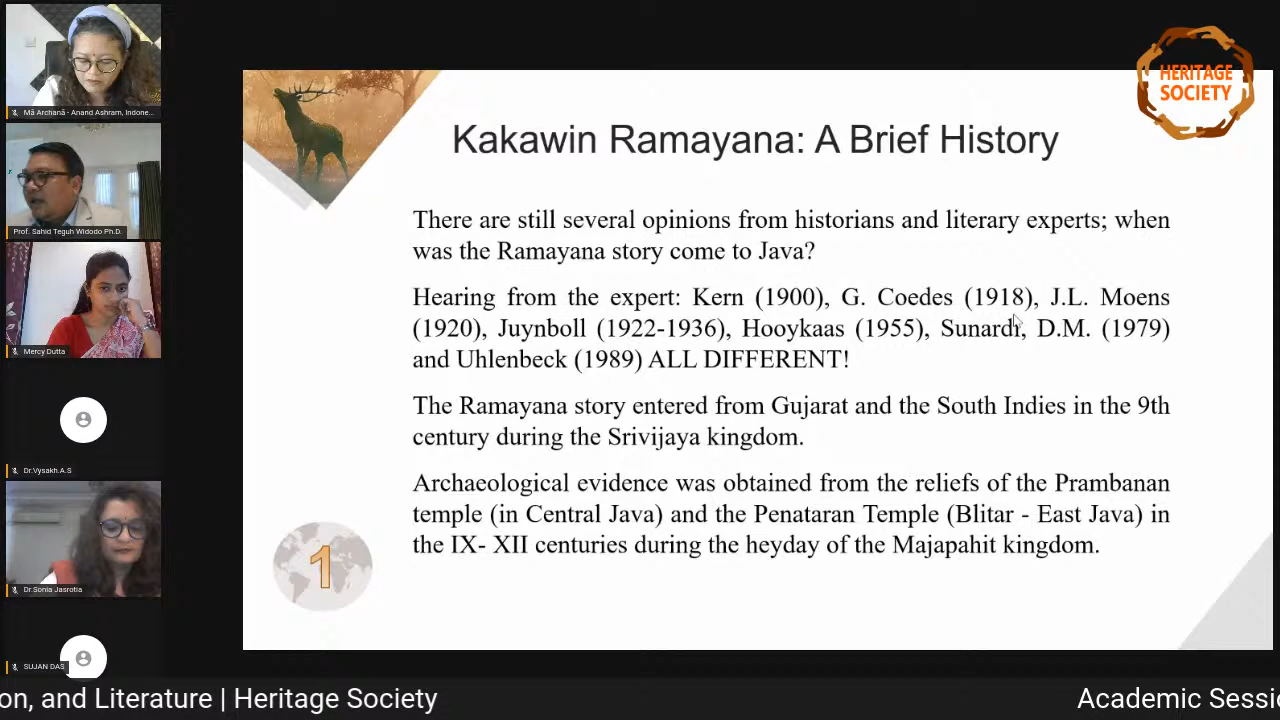 HERITAGE
SOCIETY
Kakawin Ramayana: A Brief History
There are still several opinions from historians and literary experts; when
was the Ramayana story come to Java?
Hearing from the expert: Kern (1900), G. Coedes (1918), J.L. Moens
(1920), Juynboll (1922-1936), Hooykaas (1955), Sunardi, D.M. (1979)
and Uhlenbeck (1989) ALL DIFFERENT!
The Ramayana story entered from Gujarat and the South Indies in the 9th
century during the Srivijaya kingdom.
Archaeological evidence was obtained from the reliefs of the Prambanan
temple (in Central Java) and the Penataran Temple (Blitar - East Java) in
the IX- XII centuries during the heyday of the Majapahit kingdom.
1
Mā Archanā - Anand Ashram, Indone...
Prof. Sahid Teguh Widodo Ph.D.
Mercy Dutta
Dr.Vysakh.A.S
Dr.Sonia Jasrotia
SUJAN DAS
on, and Literature | Heritage Society
Academic Sessio